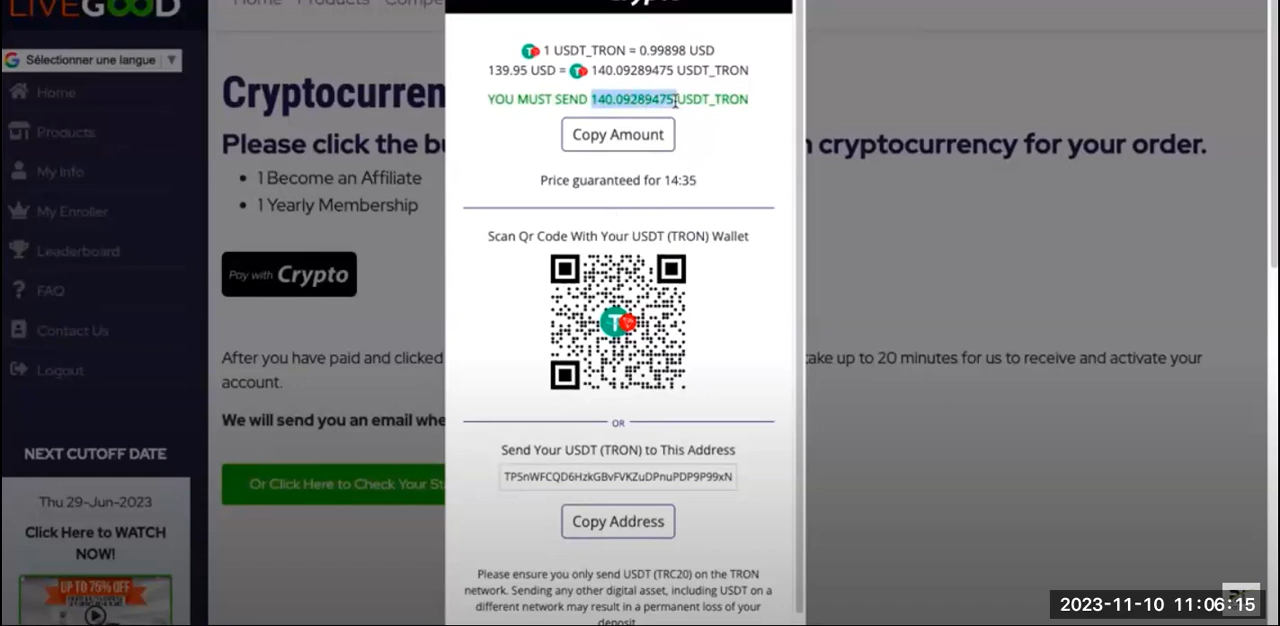 LIVEGOOD
Home Products Compe
Sélectionner une langue
Home
Products
My Info
My Enroller
Leaderboard
FAQ
Contact Us
Logout
NEXT CUTOFF DATE
Thu 29-Jun-2023
Click Here to WATCH
NOW!
UP TO 75% OFF
Cryptocurren
Please click the bu
n cryptocurrency for your order.
1 Become an Affiliate
1 Yearly Membership
Pay with Crypto
After you have paid and clicked
take up to 20 minutes for us to receive and activate your
account.
We will send you an email whe
Or Click Here to Check Your St
Crypto
1 USDT_TRON = 0.99898 USD
139.95 USD = 140.09289475 USDT_TRON
YOU MUST SEND 140.09289475 USDT_TRON
Copy Amount
Price guaranteed for 14:35
Scan Qr Code With Your USDT (TRON) Wallet
OR
Send Your USDT (TRON) to This Address
TP5nWFCQD6HzkGBvFVKZuDPnuPDP9P99xN
Copy Address
Please ensure you only send USDT (TRC20) on the TRON
network. Sending any other digital asset, including USDT on a
different network may result in a permanent loss of your
deposit.
2023-11-10 11:06:15